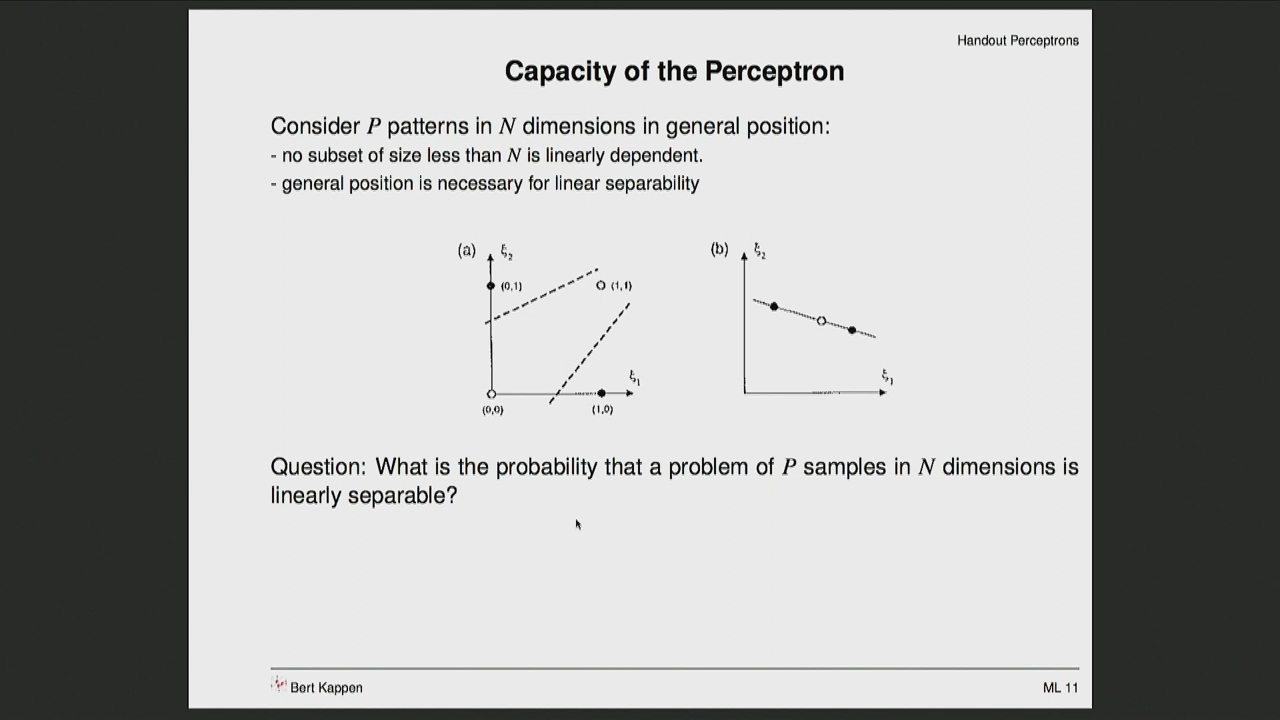 Handout Perceptrons
Capacity of the Perceptron
Consider P patterns in N dimensions in general position:
- no subset of size less than N is linearly dependent.
- general position is necessary for linear separability
(a) ξ₂
(0,1)
(1,1)
ξ₁
(0,0)
(1,0)
(b) ξ₂
ξ₁
Question: What is the probability that a problem of P samples in N dimensions is
linearly separable?
Bert Kappen
ML 11